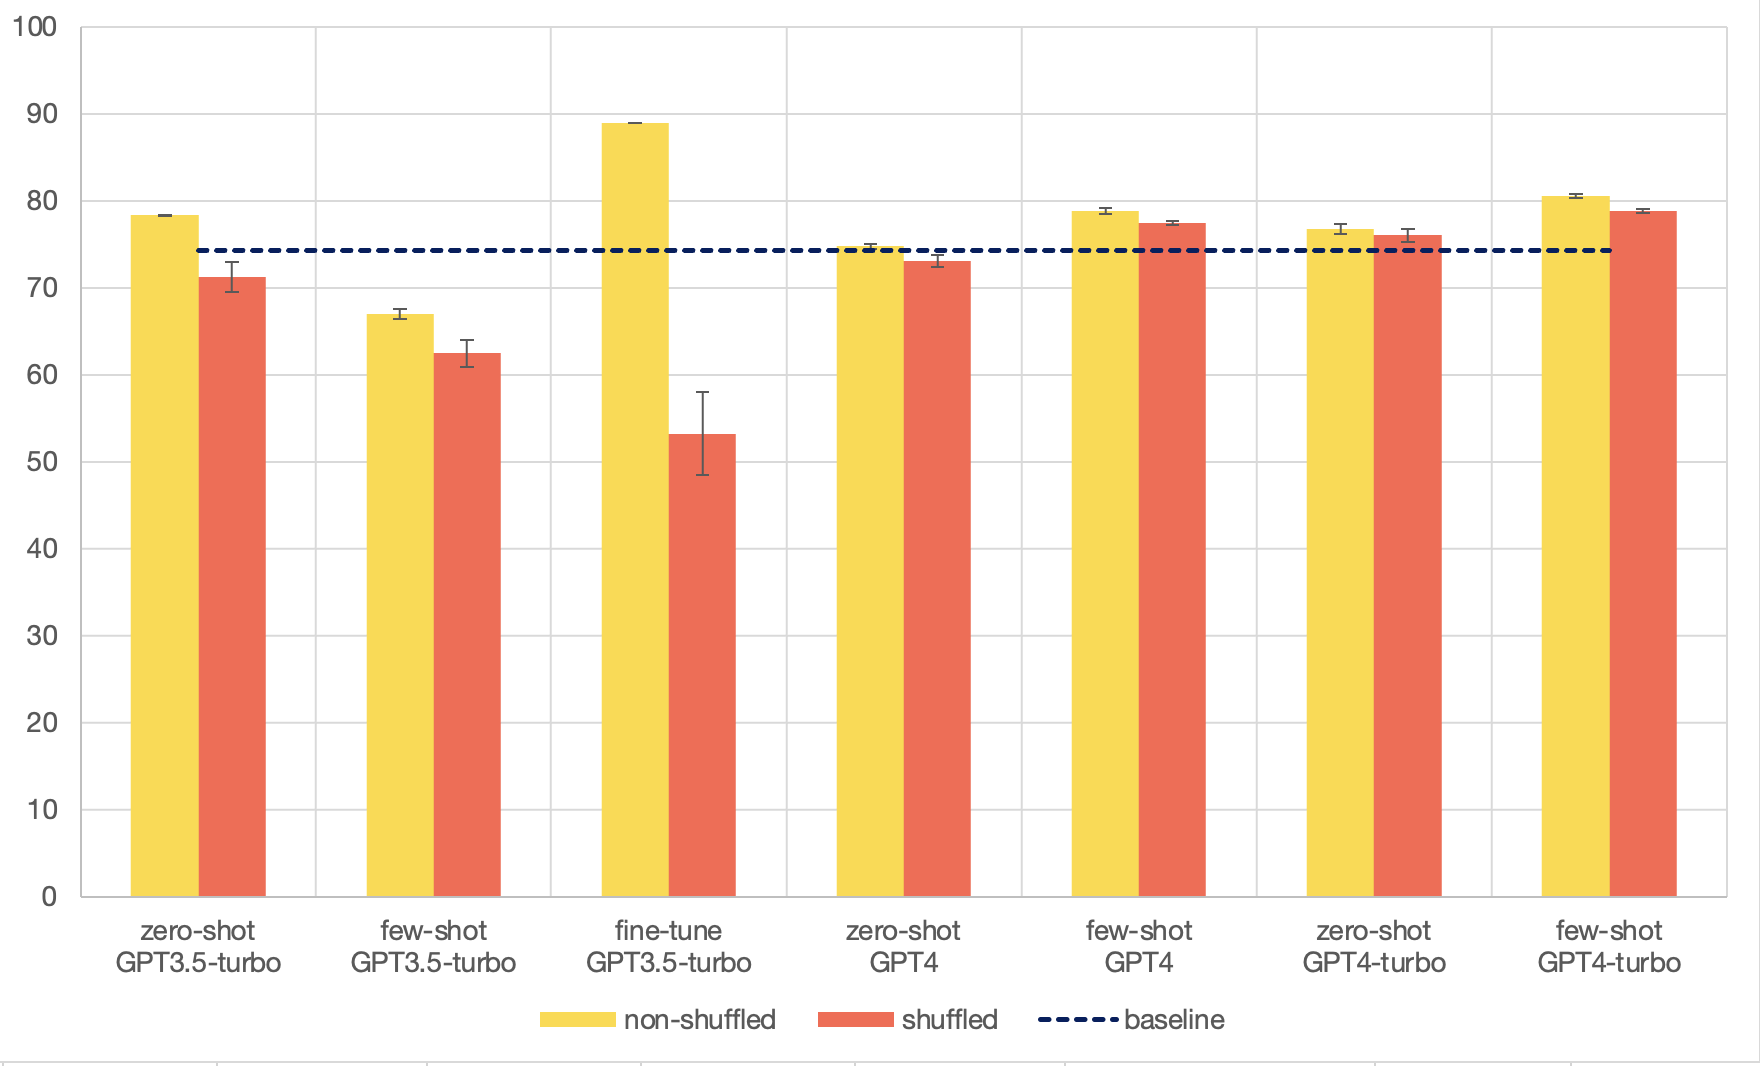 100
90
80
70
60
50
40
30
20
10
0
zero-shot GPT3.5-turbo
few-shot GPT3.5-turbo
fine-tune GPT3.5-turbo
zero-shot GPT4
few-shot GPT4
zero-shot GPT4-turbo
few-shot GPT4-turbo
non-shuffled shuffled baseline